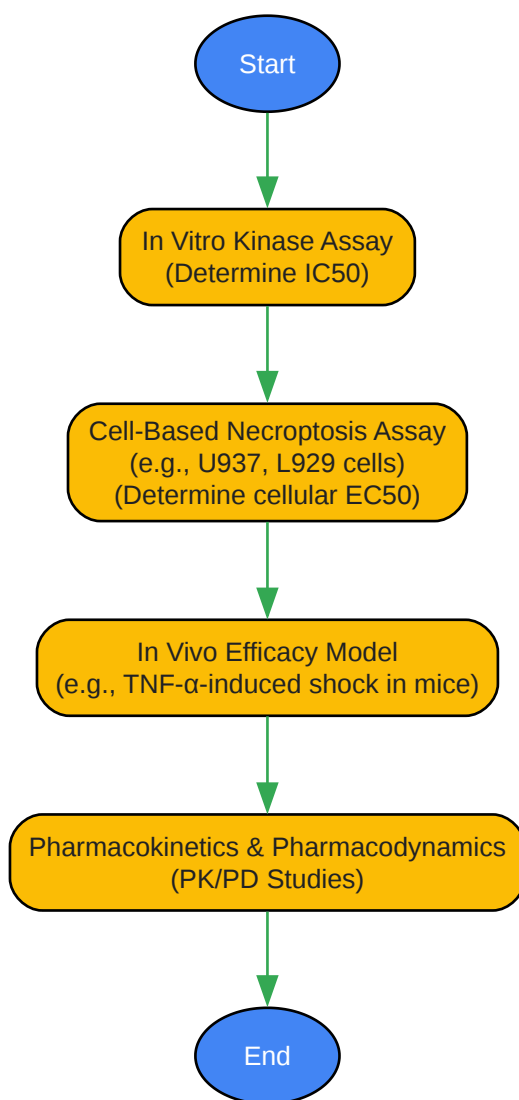 Start
In Vitro Kinase Assay
(Determine IC50)
Cell-Based Necroptosis Assay
(e.g., U937, L929 cells)
(Determine cellular EC50)
In Vivo Efficacy Model
(e.g., TNF-α-induced shock in mice)
Pharmacokinetics & Pharmacodynamics
(PK/PD Studies)
End